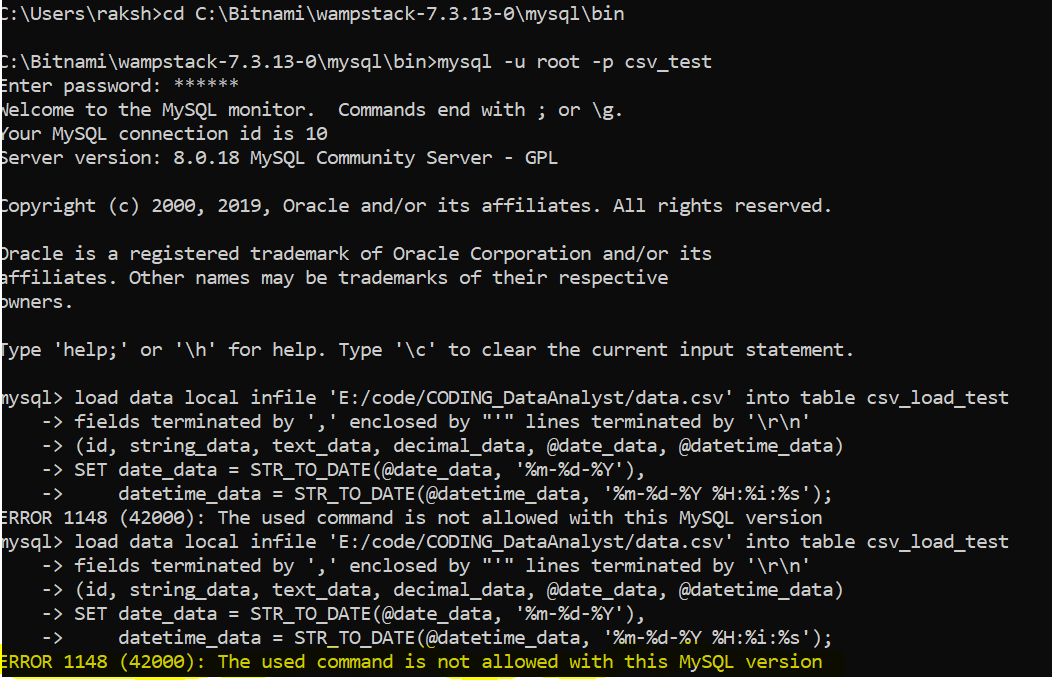 C:\Users\raksh>cd C:\Bitnami\wampstack-7.3.13-0\mysql\bin
C:\Bitnami\wampstack-7.3.13-0\mysql\bin>mysql -u root -p csv_test
Enter password: ******
Welcome to the MySQL monitor.  Commands end with ; or \g.
Your MySQL connection id is 10
Server version: 8.0.18 MySQL Community Server - GPL
Copyright (c) 2000, 2019, Oracle and/or its affiliates. All rights reserved.
Oracle is a registered trademark of Oracle Corporation and/or its
affiliates. Other names may be trademarks of their respective
owners.
Type 'help;' or '\h' for help. Type '\c' to clear the current input statement.
mysql> load data local infile 'E:/code/CODING_DataAnalyst/data.csv' into table csv_load_test
    -> fields terminated by ',' enclosed by "'" lines terminated by '\r\n'
    -> (id, string_data, text_data, decimal_data, @date_data, @datetime_data)
    -> SET date_data = STR_TO_DATE(@date_data, '%m-%d-%Y'),
    ->     datetime_data = STR_TO_DATE(@datetime_data, '%m-%d-%Y %H:%i:%s');
ERROR 1148 (42000): The used command is not allowed with this MySQL version
mysql> load data local infile 'E:/code/CODING_DataAnalyst/data.csv' into table csv_load_test
    -> fields terminated by ',' enclosed by "'" lines terminated by '\r\n'
    -> (id, string_data, text_data, decimal_data, @date_data, @datetime_data)
    -> SET date_data = STR_TO_DATE(@date_data, '%m-%d-%Y'),
    ->     datetime_data = STR_TO_DATE(@datetime_data, '%m-%d-%Y %H:%i:%s');
ERROR 1148 (42000): The used command is not allowed with this MySQL version